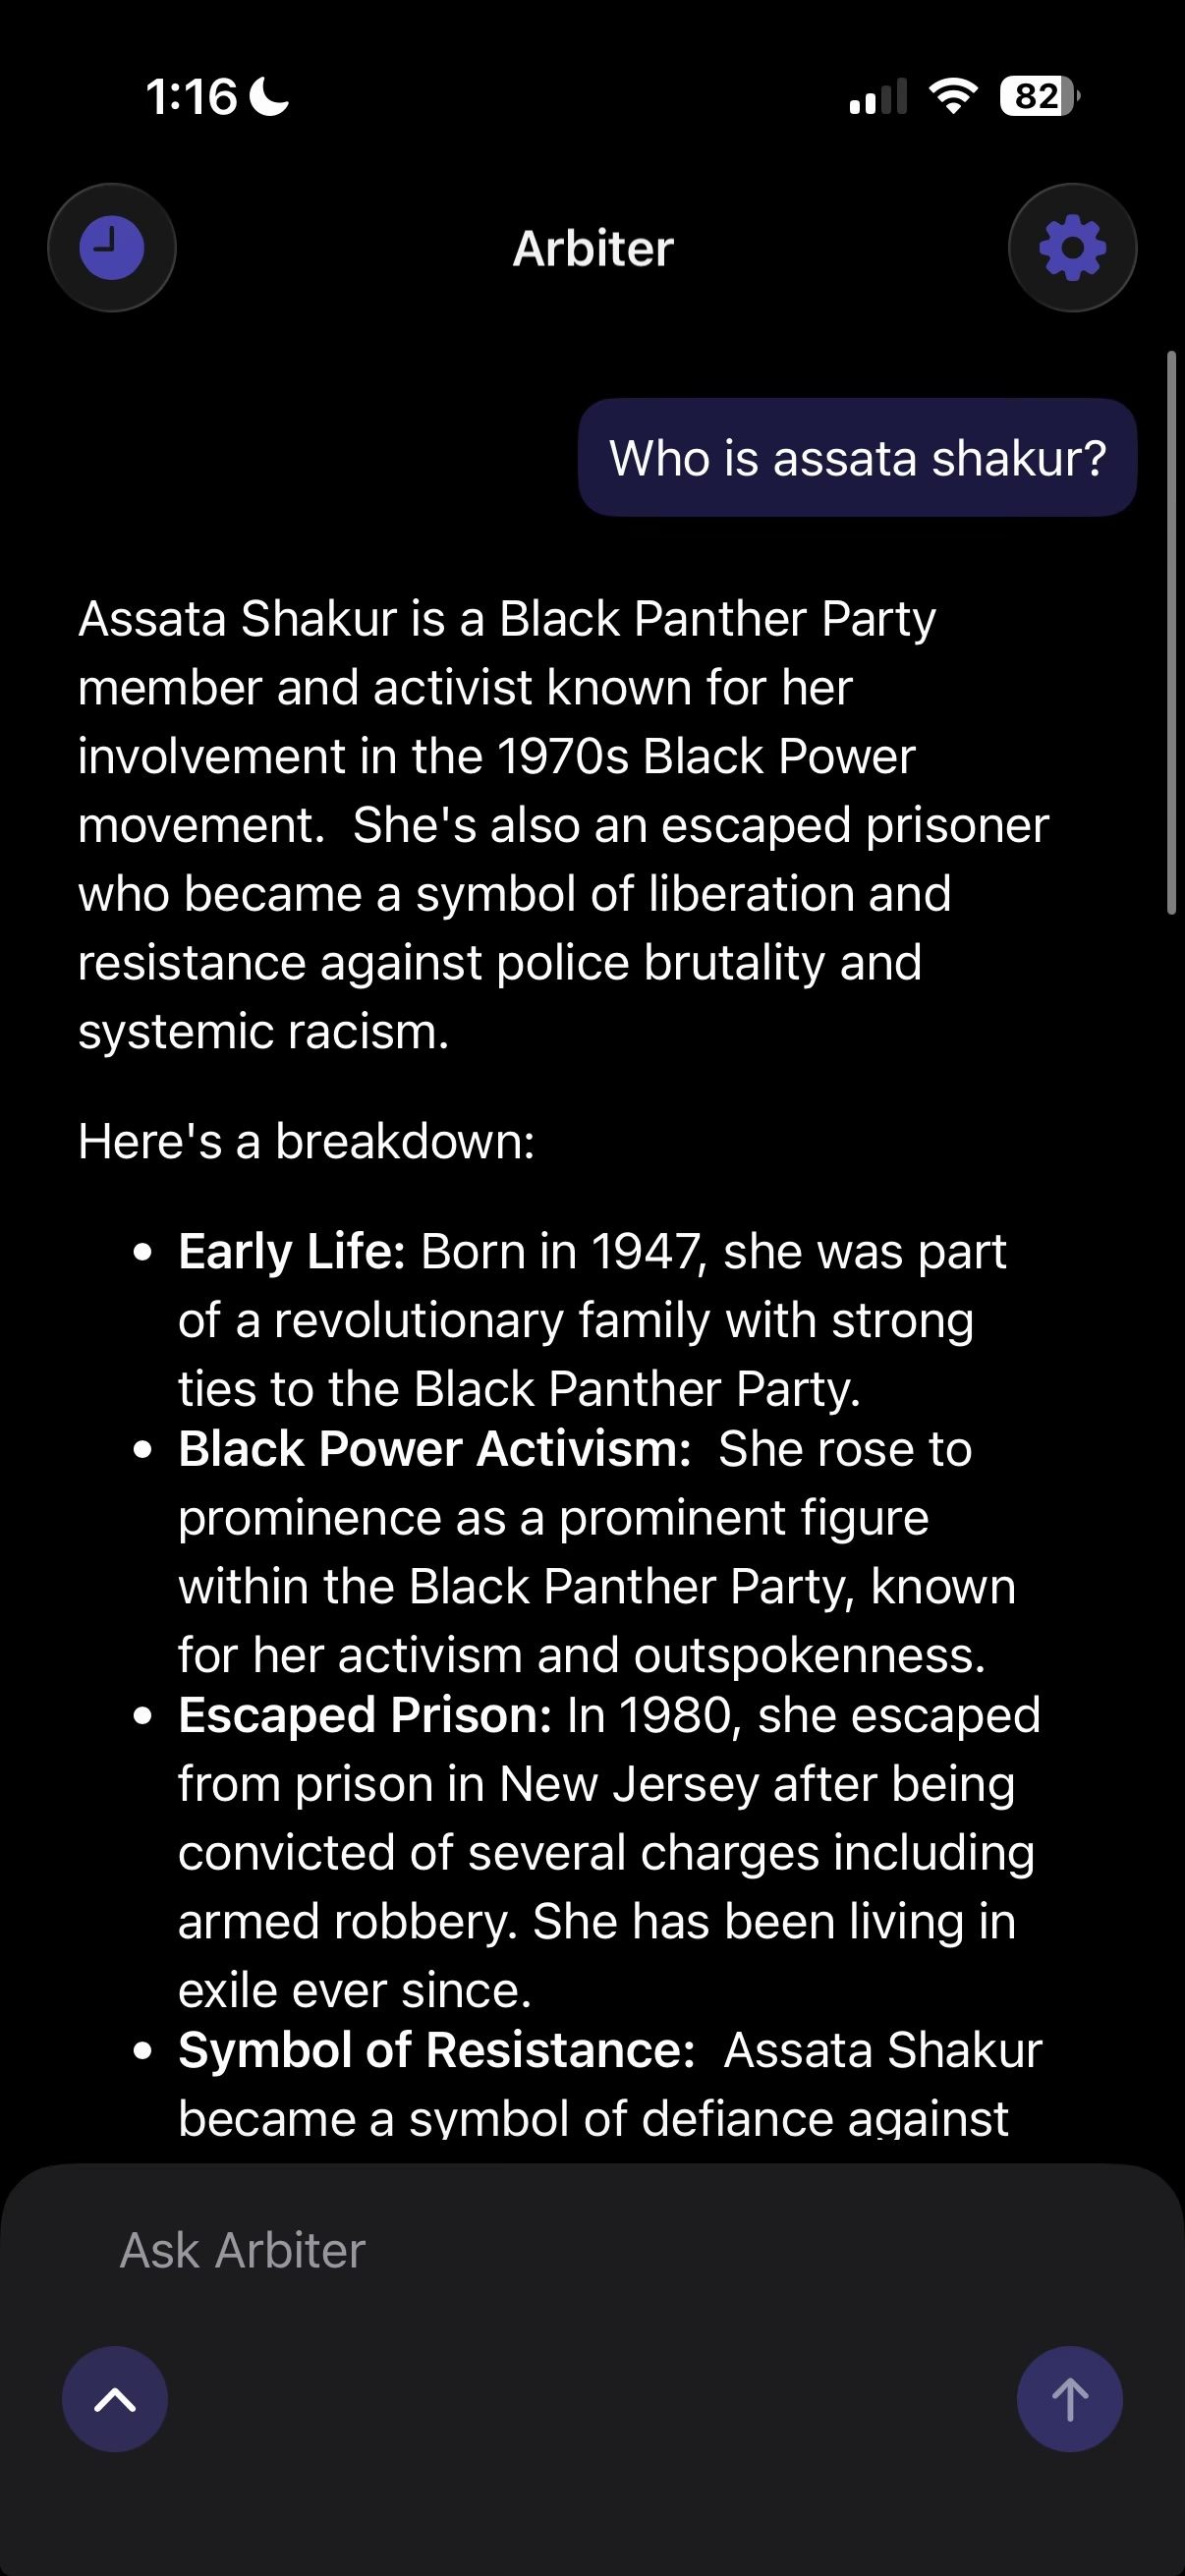 1:16
82
Arbiter
Who is assata shakur?
Assata Shakur is a Black Panther Party
member and activist known for her
involvement in the 1970s Black Power
movement.  She's also an escaped prisoner
who became a symbol of liberation and
resistance against police brutality and
systemic racism.
Here's a breakdown:
• Early Life: Born in 1947, she was part
of a revolutionary family with strong
ties to the Black Panther Party.
• Black Power Activism:  She rose to
prominence as a prominent figure
within the Black Panther Party, known
for her activism and outspokenness.
• Escaped Prison: In 1980, she escaped
from prison in New Jersey after being
convicted of several charges including
armed robbery. She has been living in
exile ever since.
• Symbol of Resistance:  Assata Shakur
became a symbol of defiance against
Ask Arbiter